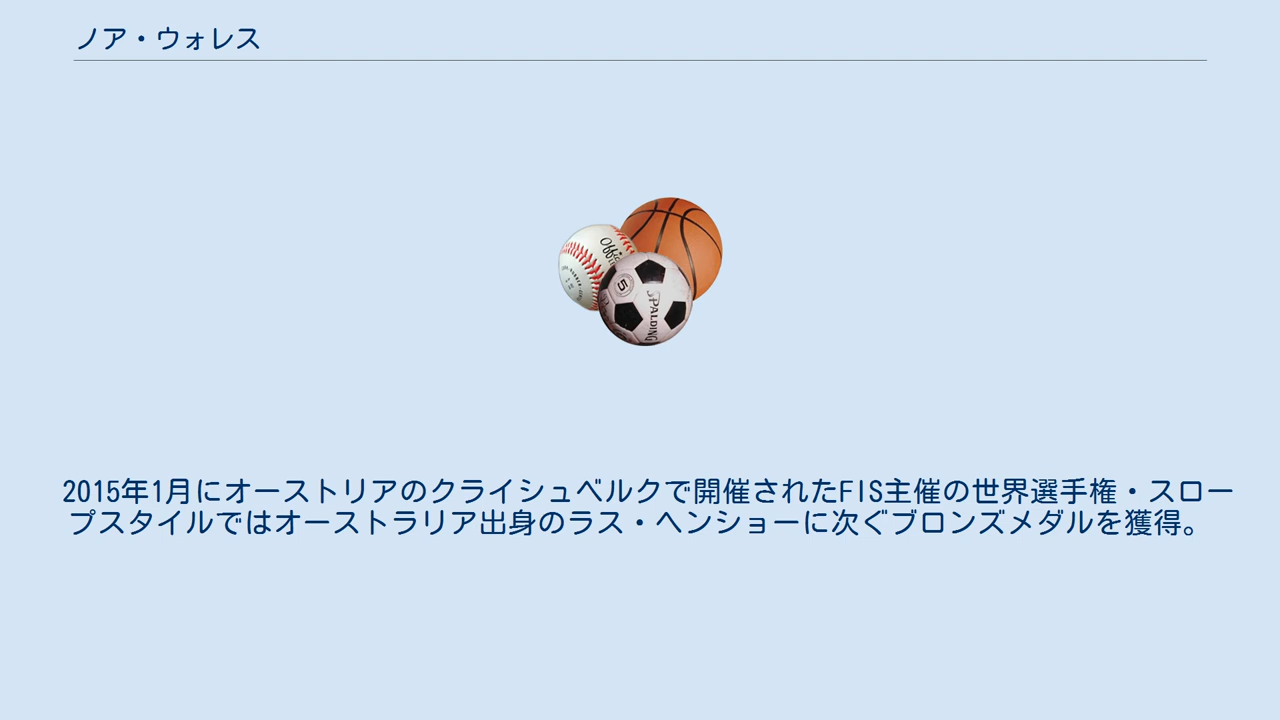 ノア・ウォレス
Offic
5
SPALDING
2015年1月にオーストリアのクライシュベルクで開催されたFIS主催の世界選手権・スロー
プスタイルではオーストラリア出身のラス・ヘンショーに次ぐブロンズメダルを獲得。